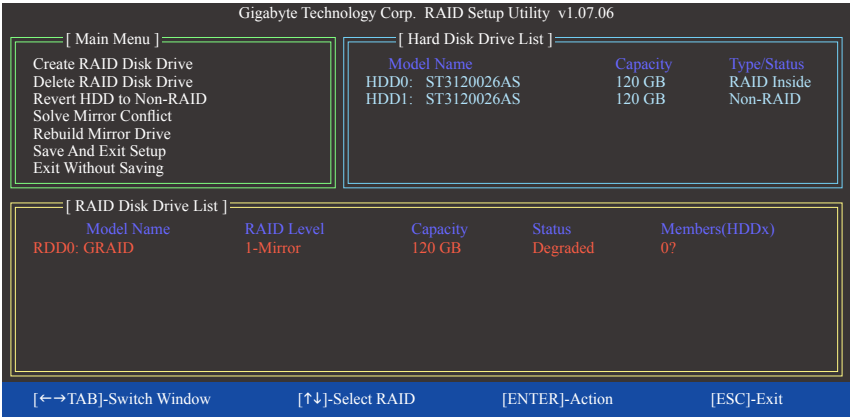 Gigabyte Technology Corp. RAID Setup Utility v1.07.06
[ Main Menu ]
Create RAID Disk Drive
Delete RAID Disk Drive
Revert HDD to Non-RAID
Solve Mirror Conflict
Rebuild Mirror Drive
Save And Exit Setup
Exit Without Saving
[ Hard Disk Drive List ]
Model Name Capacity Type/Status
HDD0: ST3120026AS 120 GB RAID Inside
HDD1: ST3120026AS 120 GB Non-RAID
[ RAID Disk Drive List ]
Model Name RAID Level Capacity Status Members(HDDx)
RDD0: GRAID 1-Mirror 120 GB Degraded 0?
[←→TAB]-Switch Window [↑↓]-Select RAID [ENTER]-Action [ESC]-Exit